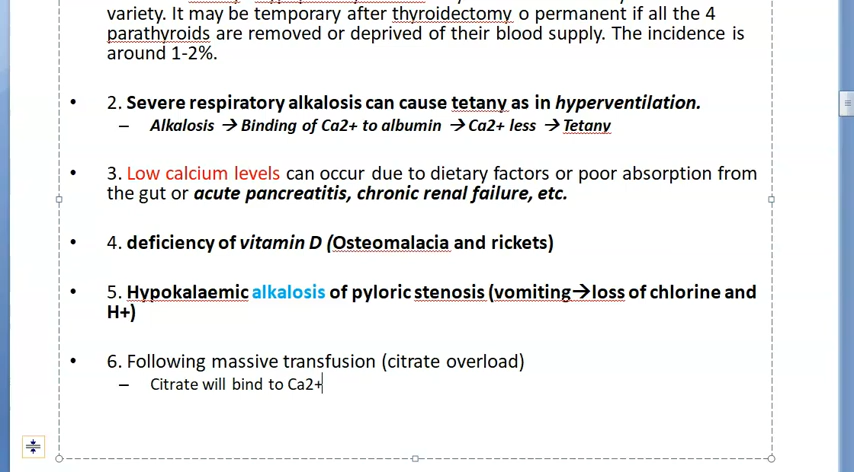 variety. It may be temporary after thyroidectomy o permanent if all the 4
parathyroids are removed or deprived of their blood supply. The incidence is
around 1-2%.
• 2. Severe respiratory alkalosis can cause tetany as in hyperventilation.
– Alkalosis → Binding of Ca2+ to albumin → Ca2+ less → Tetany
• 3. Low calcium levels can occur due to dietary factors or poor absorption from
the gut or acute pancreatitis, chronic renal failure, etc.
• 4. deficiency of vitamin D (Osteomalacia and rickets)
• 5. Hypokalaemic alkalosis of pyloric stenosis (vomiting→loss of chlorine and
H+)
• 6. Following massive transfusion (citrate overload)
– Citrate will bind to Ca2+